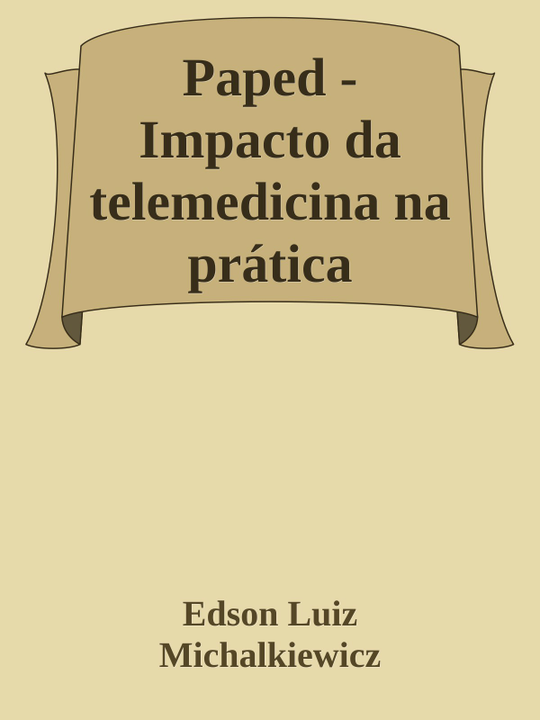 Paped -
Impacto da
telemedicina na
prática
Edson Luiz
Michalkiewicz